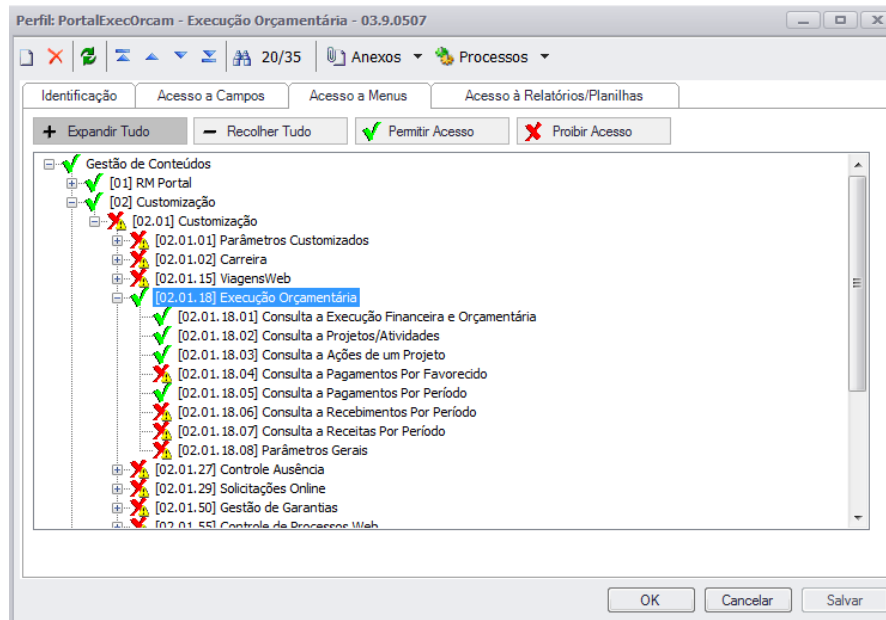 Perfil: PortalExecOrcam - Execução Orçamentária - 03.9.0507
20/35 Anexos Processos
Identificação Acesso a Campos Acesso a Menus Acesso à Relatórios/Planilhas
Expandir Tudo Recolher Tudo Permitir Acesso Proibir Acesso
Gestão de Conteúdos
[01] RM Portal
[02] Customização
[02.01] Customização
[02.01.01] Parâmetros Customizados
[02.01.02] Carreira
[02.01.15] ViagensWeb
[02.01.18] Execução Orçamentária
[02.01.18.01] Consulta a Execução Financeira e Orçamentária
[02.01.18.02] Consulta a Projetos/Atividades
[02.01.18.03] Consulta a Ações de um Projeto
[02.01.18.04] Consulta a Pagamentos Por Favorecido
[02.01.18.05] Consulta a Pagamentos Por Período
[02.01.18.06] Consulta a Recebimentos Por Período
[02.01.18.07] Consulta a Receitas Por Período
[02.01.18.08] Parâmetros Gerais
[02.01.27] Controle Ausência
[02.01.29] Solicitações Online
[02.01.50] Gestão de Garantias
[02.01.55] Controle de Processos Web
OK Cancelar Salvar